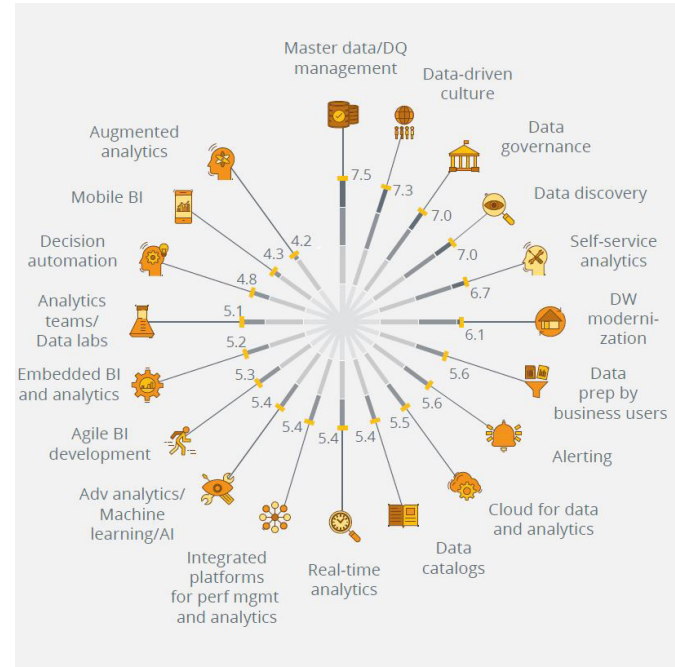 Master data/DQ
management
7.5
Data-driven
culture
7.3
Data
governance
7.0
Data discovery
7.0
Self-service
analytics
6.7
DW
moderni-
zation
6.1
Data
prep by
business users
5.6
Alerting
5.6
Cloud for data
and analytics
5.5
Data
catalogs
5.4
Real-time
analytics
5.4
Integrated
platforms
for perf mgmt
and analytics
5.4
Adv analytics/
Machine
learning/AI
5.4
Agile BI
development
5.3
Embedded BI
and analytics
5.2
Analytics
teams/
Data labs
5.1
Decision
automation
4.8
Mobile BI
4.3
Augmented
analytics
4.2